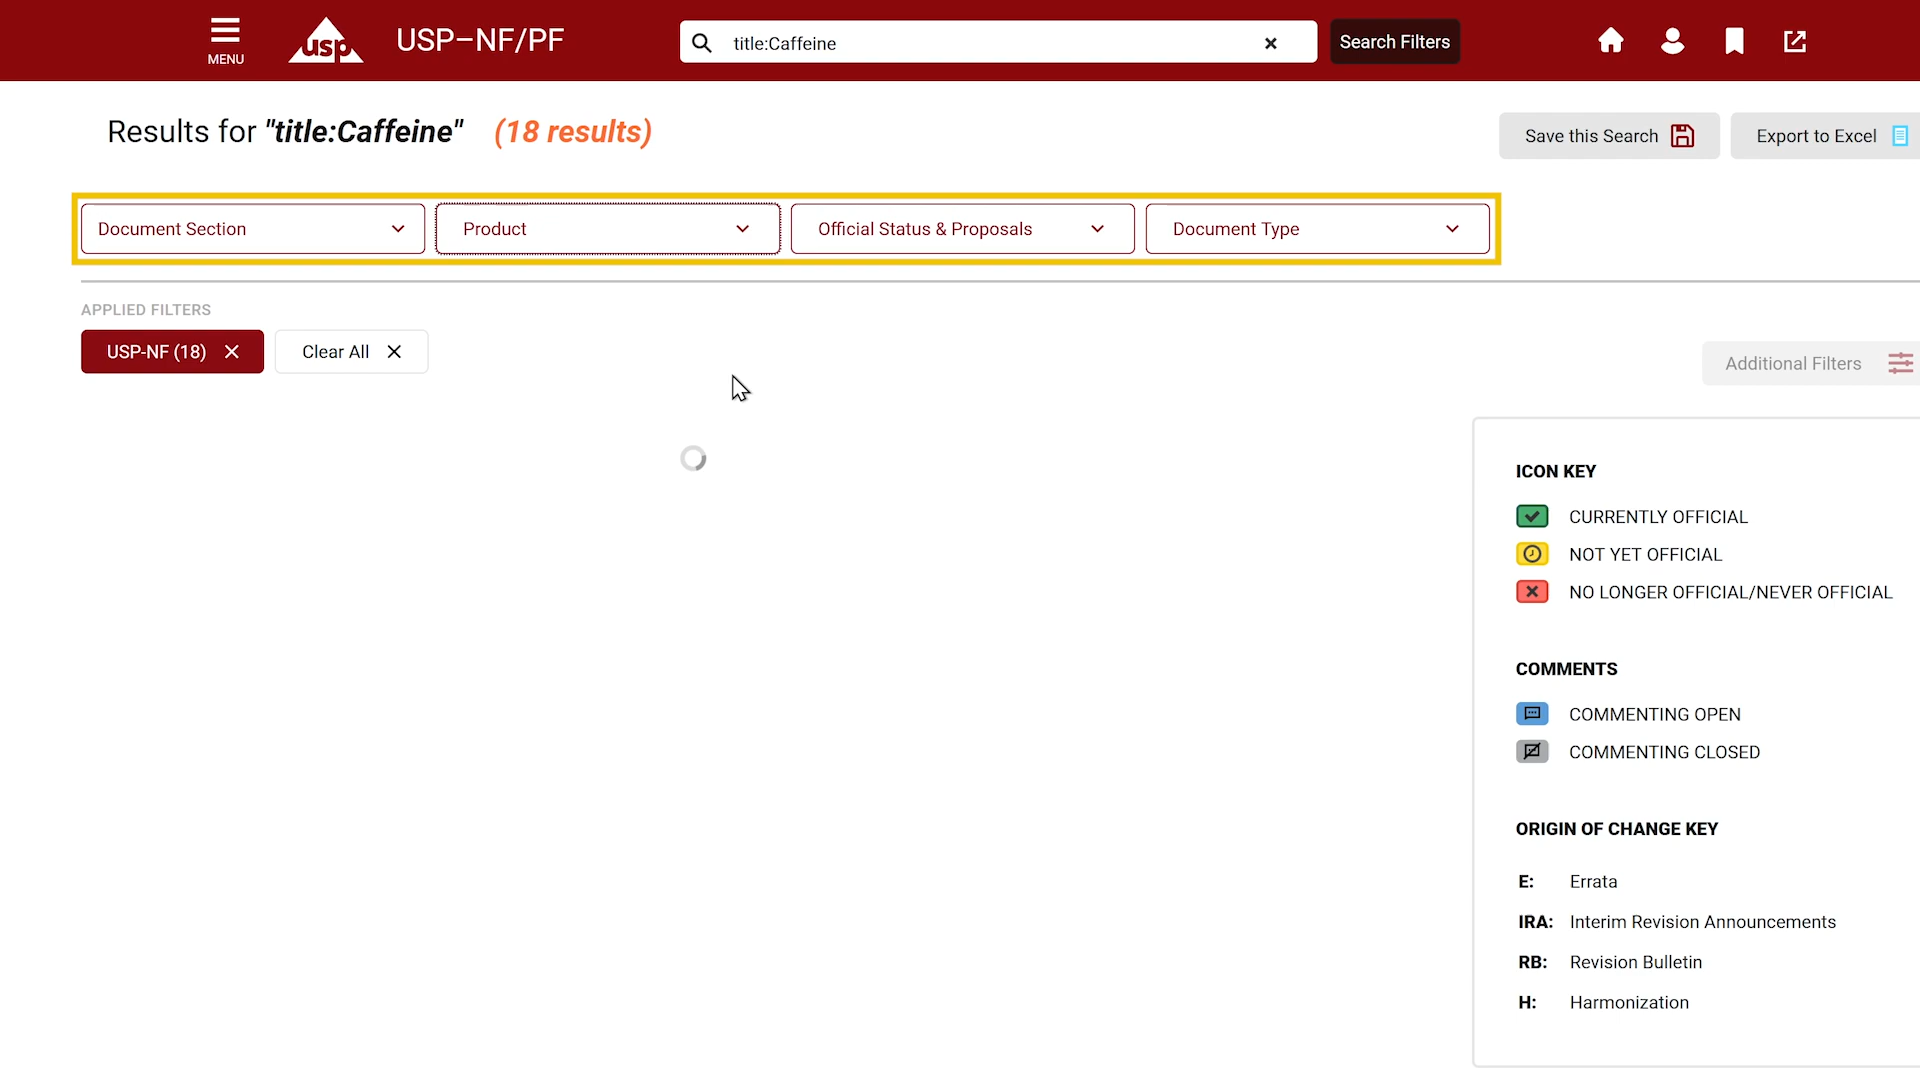 MENU
usp
USP–NF/PF
title:Caffeine
Search Filters
Results for "title:Caffeine" (18 results)
Save this Search
Export to Excel
Document Section
Product
Official Status & Proposals
Document Type
APPLIED FILTERS
USP-NF (18)
Clear All
Additional Filters
ICON KEY
CURRENTLY OFFICIAL
NOT YET OFFICIAL
NO LONGER OFFICIAL/NEVER OFFICIAL
COMMENTS
COMMENTING OPEN
COMMENTING CLOSED
ORIGIN OF CHANGE KEY
E: Errata
IRA: Interim Revision Announcements
RB: Revision Bulletin
H: Harmonization